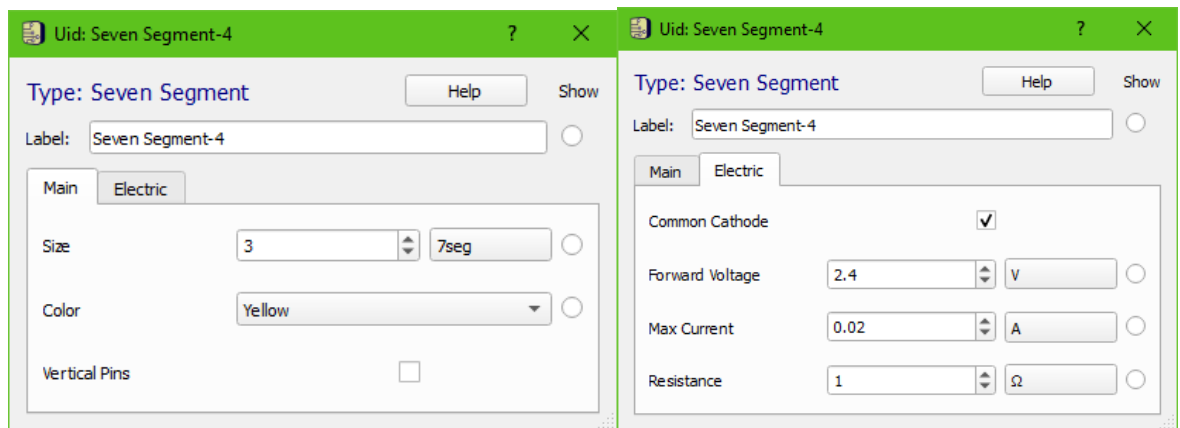 Uid: Seven Segment-4 ?
Type: Seven Segment Help Show
Label: Seven Segment-4
Main Electric
Size 3 7seg
Color Yellow
Vertical Pins
Uid: Seven Segment-4 ?
Type: Seven Segment Help Show
Label: Seven Segment-4
Main Electric
Common Cathode
Forward Voltage 2.4 V
Max Current 0.02 A
Resistance 1 Ω